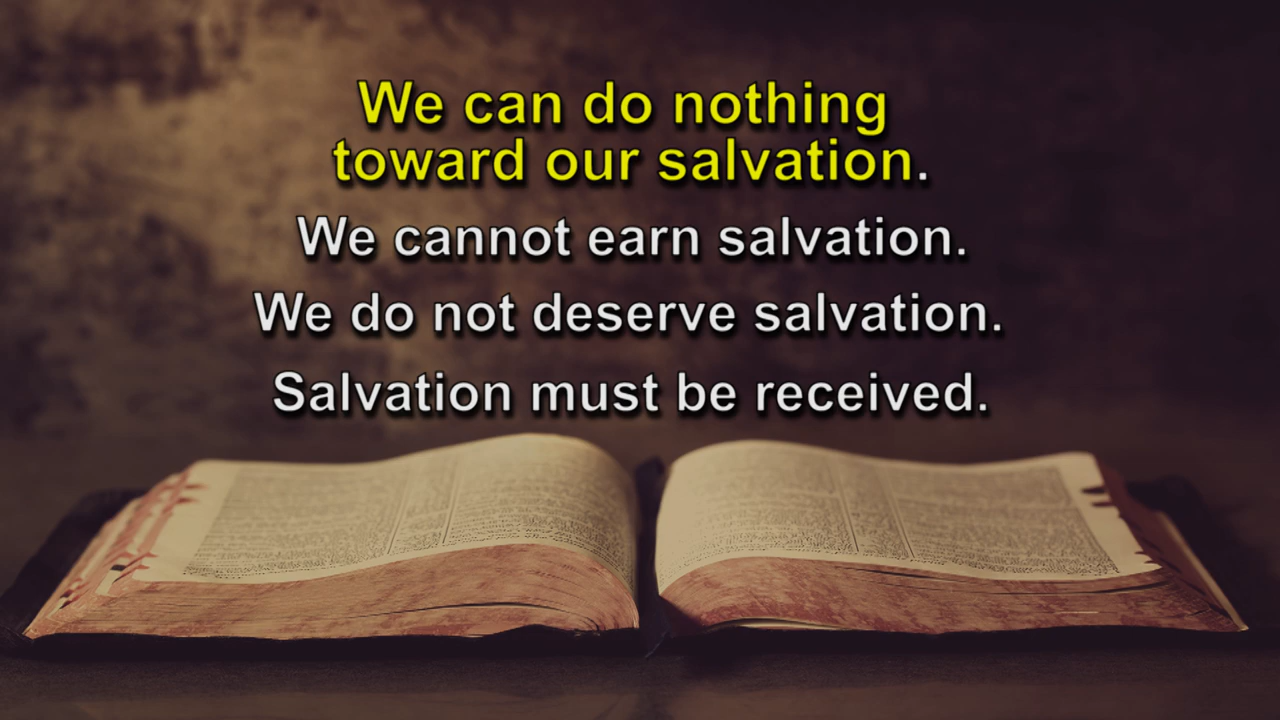 We can do nothing
toward our salvation.
We cannot earn salvation.
We do not deserve salvation.
Salvation must be received.